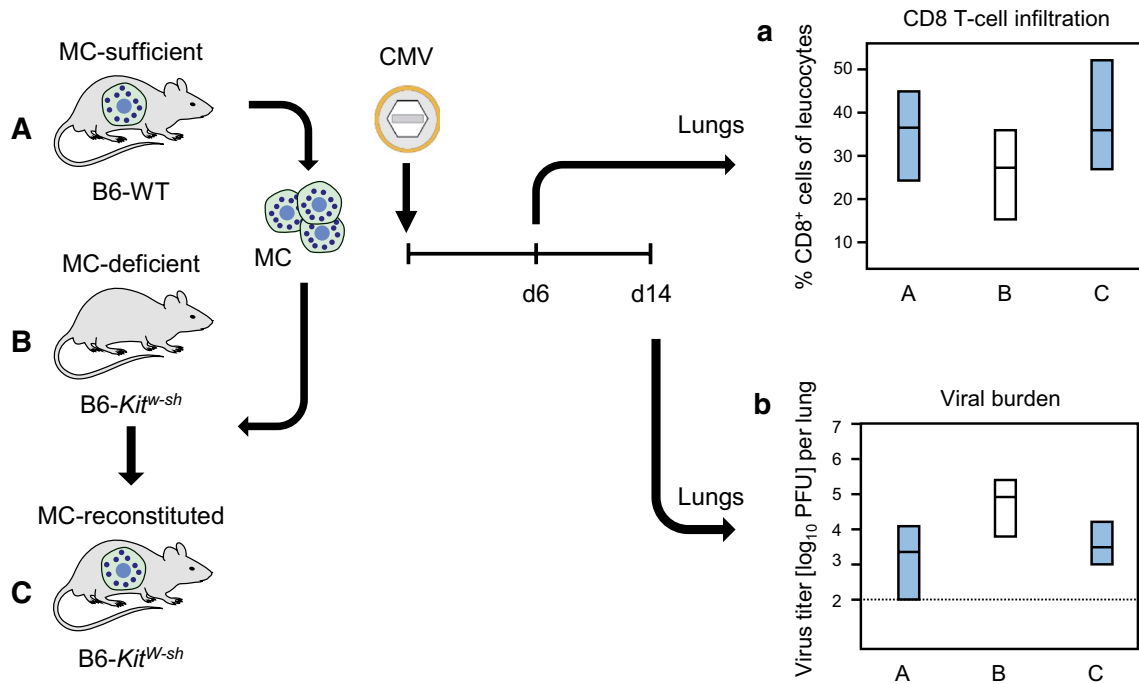 MC-sufficient
A
B6-WT
MC-deficient
B
B6-Kitw-sh
MC-reconstituted
C
B6-KitW-sh
MC
CMV
d6
d14
Lungs
Lungs
a
CD8 T-cell infiltration
% CD8+ cells of leucocytes
50
40
30
20
10
A
B
C
b
Viral burden
Virus titer [log10 PFU] per lung
7
6
5
4
3
2
A
B
C